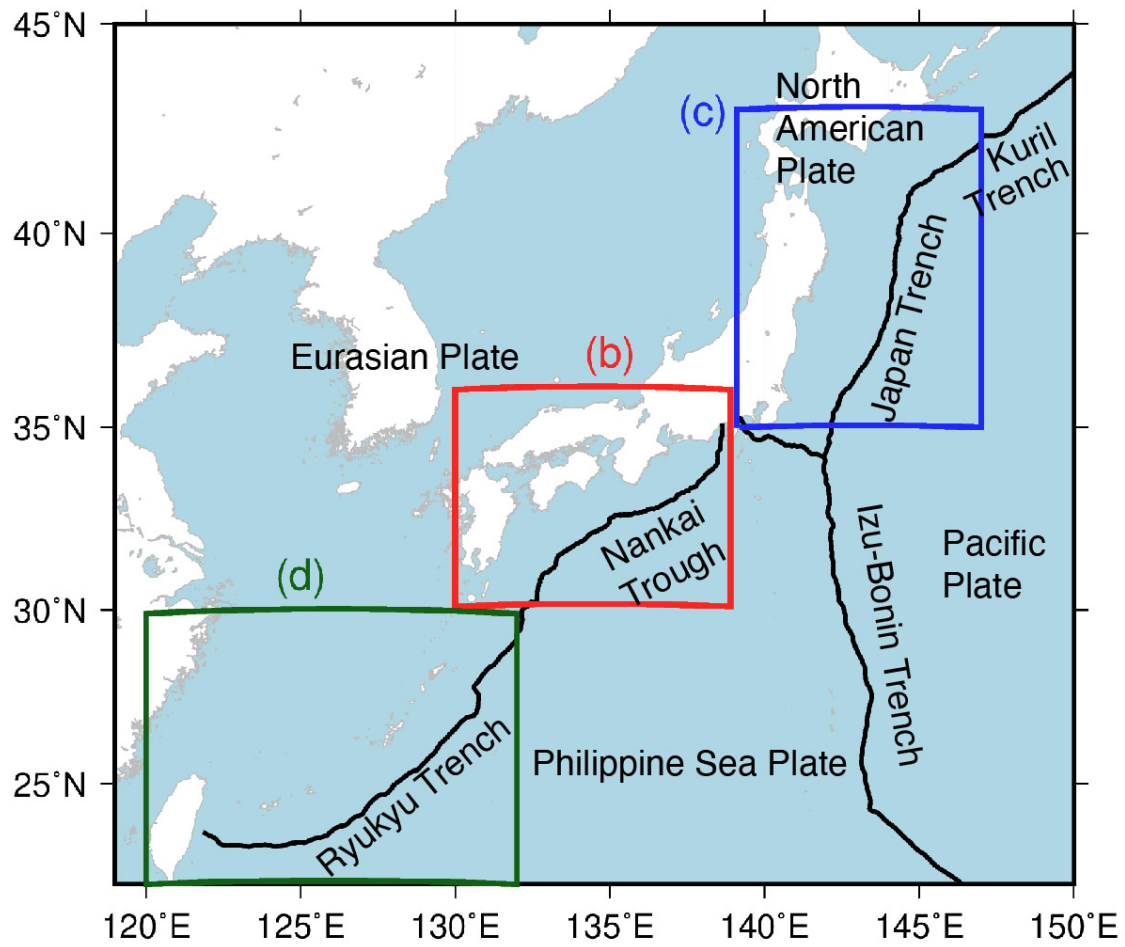 45°N
North
(c)
American
Plate
Kuril
Trench
40°N
Japan Trench
Eurasian Plate
(b)
35°N
Nankai
Trough
Izu-Bonin Trench
Pacific
Plate
(d)
30°N
Ryukyu Trench
Philippine Sea Plate
25°N
120°E
125°E
130°E
135°E
140°E
145°E
150°E